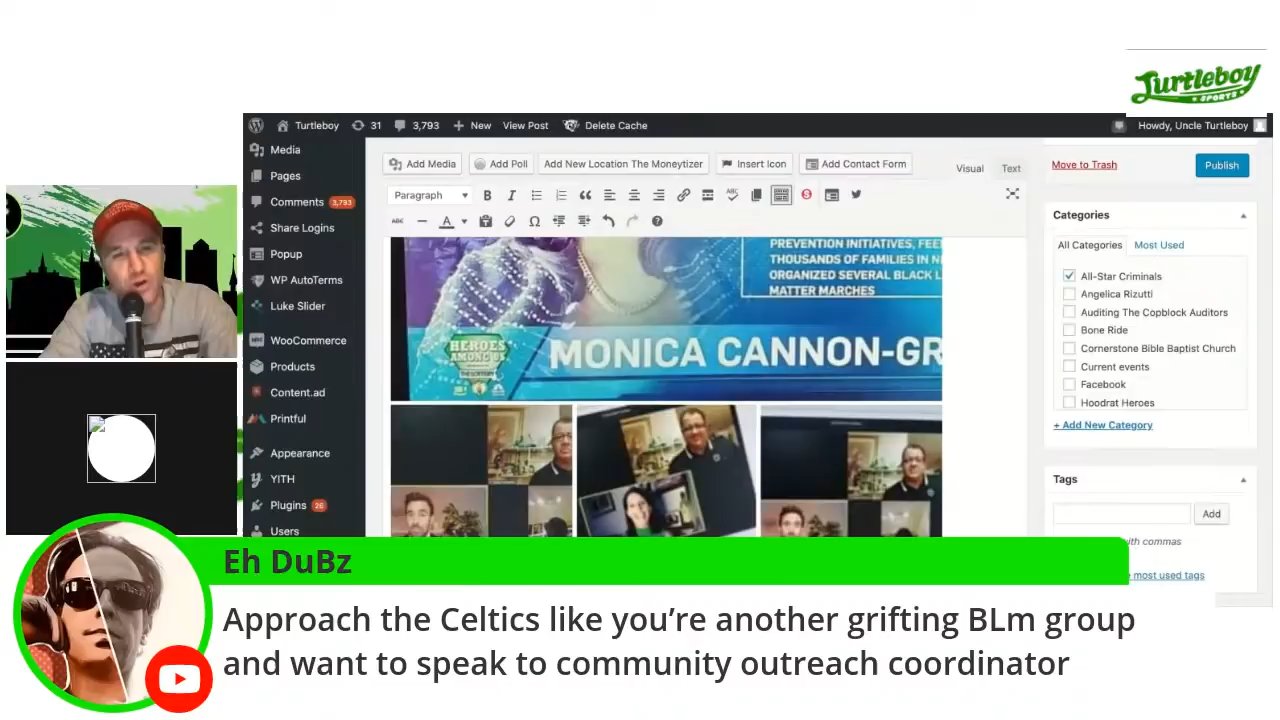 Turtleboy
SPORTS
Turtleboy 31 3,793 New View Post Delete Cache Howdy, Uncle Turtleboy
Media
Pages
Comments 3,793
Share Logins
Popup
WP AutoTerms
Luke Slider
WooCommerce
Products
Content.ad
Printful
Appearance
YITH
Plugins 26
Users
Add Media Add Poll Add New Location The Moneytizer Insert Icon Add Contact Form Visual Text
Paragraph B I
ABC A
PREVENTION INITIATIVES, FEE
THOUSANDS OF FAMILIES IN N
ORGANIZED SEVERAL BLACK L
MATTER MARCHES
HEROES
AMONG US
MONICA CANNON-GR
Move to Trash Publish
Categories
All Categories Most Used
All-Star Criminals
Angelica Rizutti
Auditing The Copblock Auditors
Bone Ride
Cornerstone Bible Baptist Church
Current events
Facebook
Hoodrat Heroes
+ Add New Category
Tags
Add
with commas
most used tags
Eh DuBz
Approach the Celtics like you’re another grifting BLm group
and want to speak to community outreach coordinator